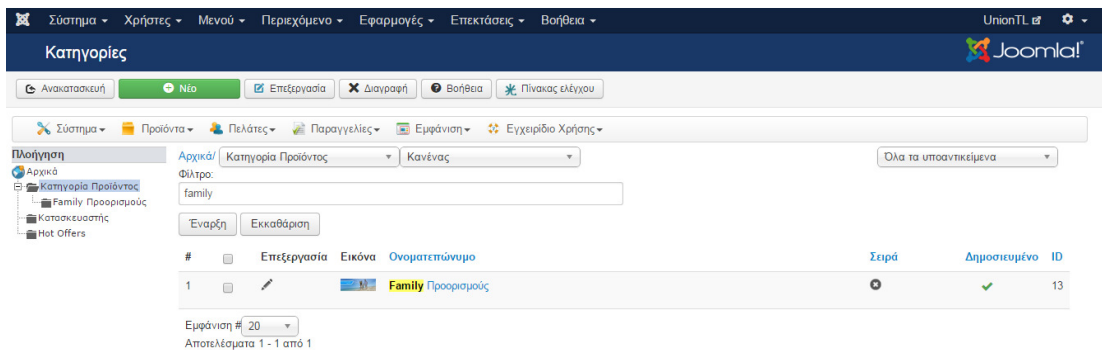 Σύστημα Χρήστες Μενού Περιεχόμενο Εφαρμογές Επεκτάσεις Βοήθεια UnionTL
Κατηγορίες Joomla!
Ανακατασκευή Νέο Επεξεργασία Διαγραφή Βοήθεια Πίνακας ελέγχου
Σύστημα Προϊόντα Πελάτες Παραγγελίες Εμφάνιση Εγχειρίδιο Χρήσης
Πλοήγηση
Αρχικά
Κατηγορία Προϊόντος
Family Προορισμούς
Κατασκευαστής
Hot Offers
Αρχικά/ Κατηγορία Προϊόντος Κανένας Όλα τα υποαντικείμενα
Φίλτρο:
family
Έναρξη Εκκαθάριση
# Επεξεργασία Εικόνα Ονοματεπώνυμο Σειρά Δημοσιευμένο ID
1 Family Προορισμούς 13
Εμφάνιση # 20
Αποτελέσματα 1 - 1 από 1